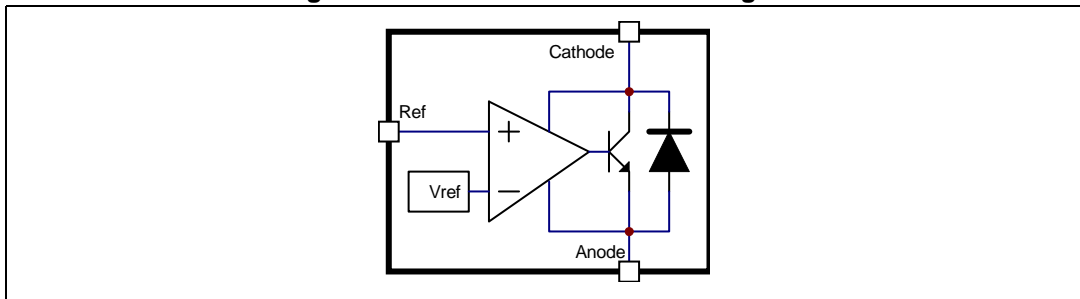 Cathode
Ref
+
Vref
−
Anode